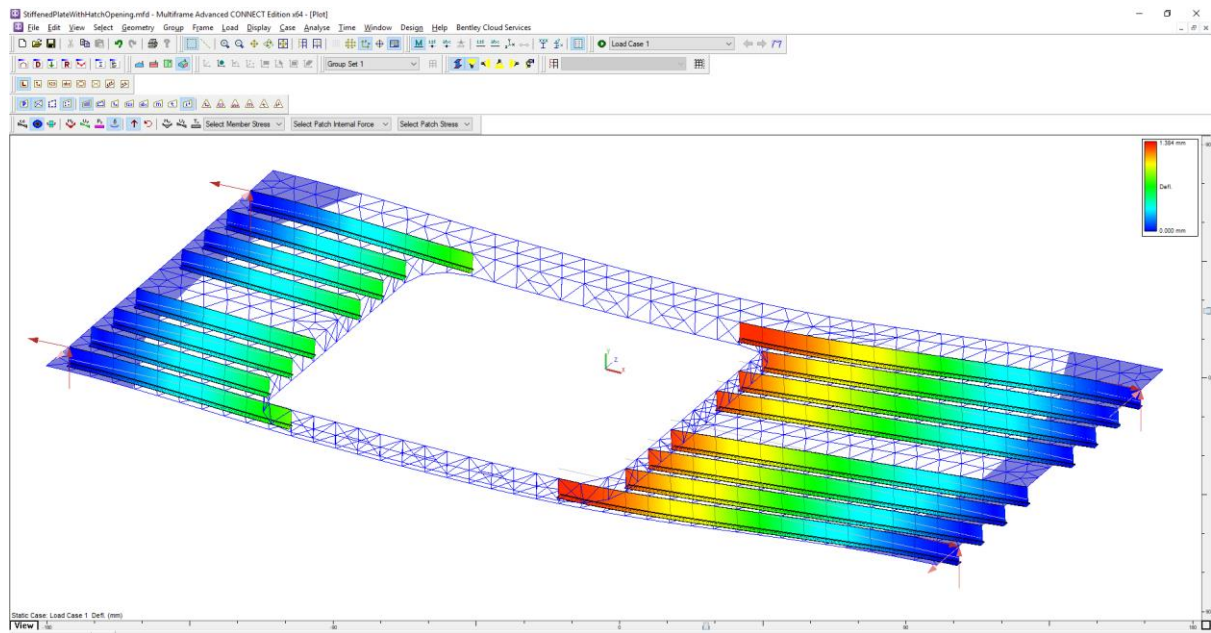 StiffenedPlateWithHatchOpening.mfd - Multiframe Advanced CONNECT Edition x64 - [Plot]
File Edit View Select Geometry Group Frame Load Display Case Analyse Time Window Design Help Bentley Cloud Services
Load Case 1
Group Set 1
Select Member Stress Select Patch Internal Force Select Patch Stress
1.384 mm
Defl.
0.000 mm
Y
Z
X
Static Case: Load Case 1 Defl. (mm)
View